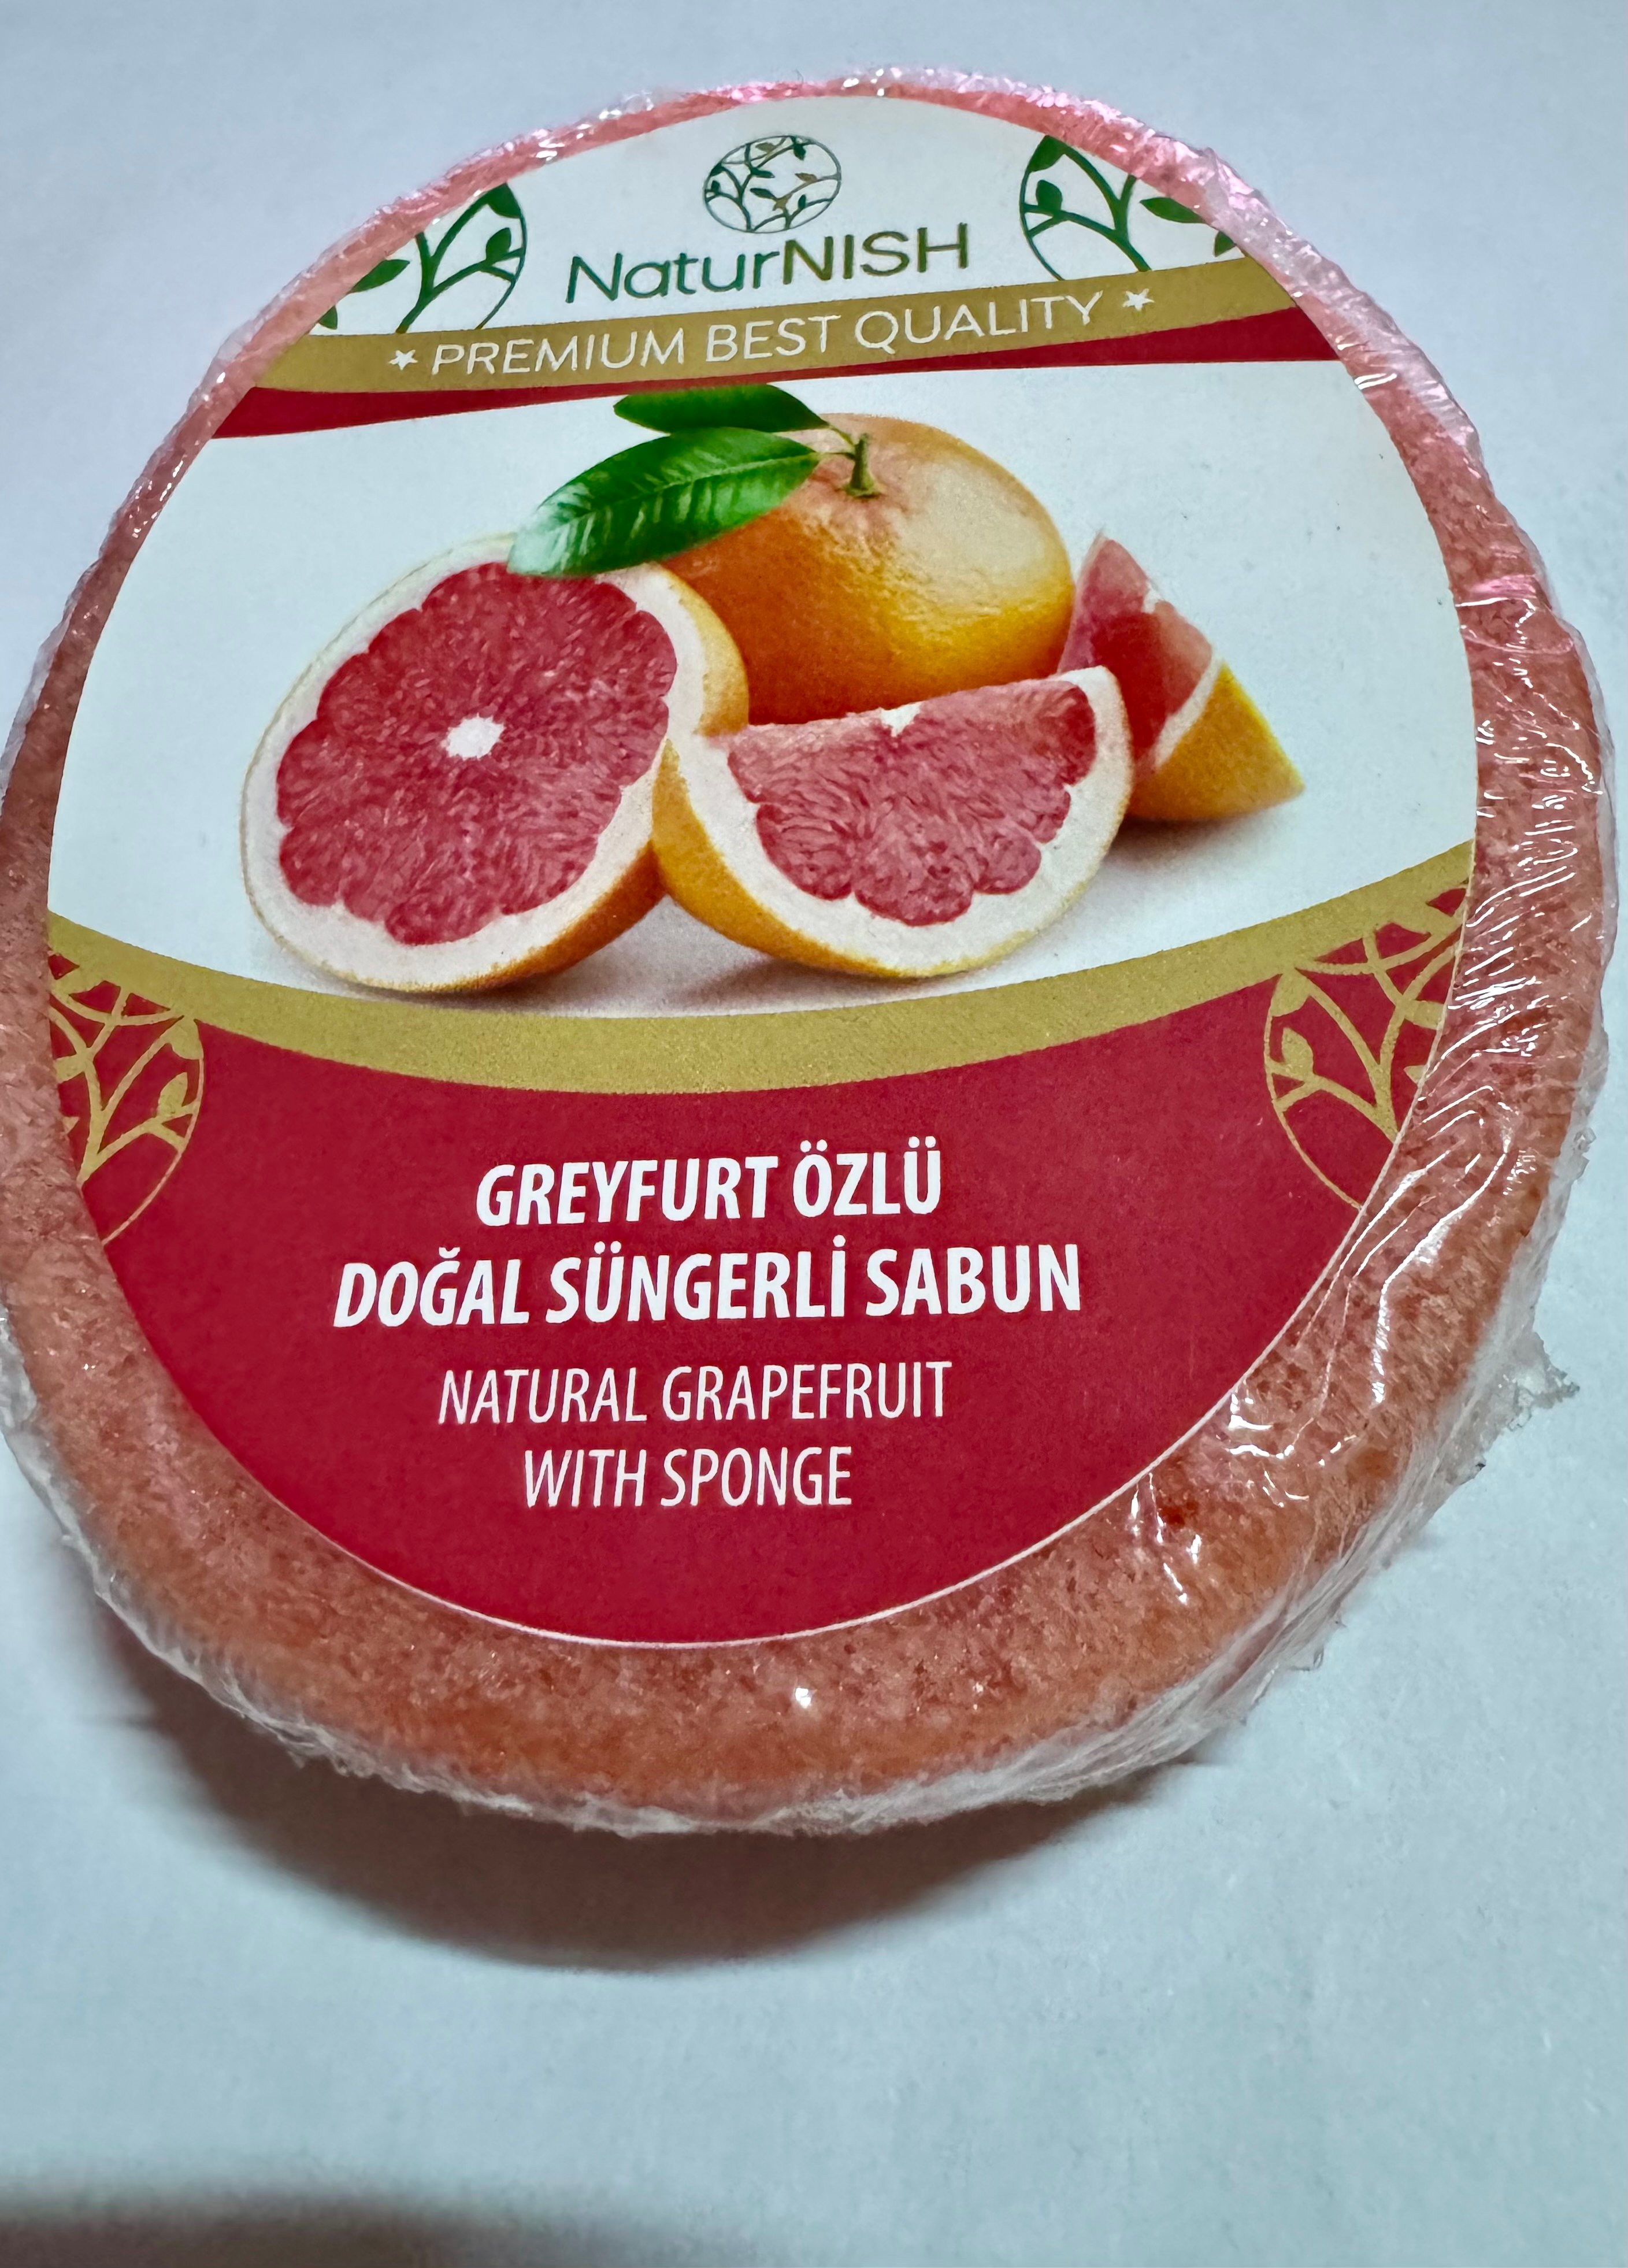 NaturNISH
PREMIUM BEST QUALITY
GREYFURT ÖZLÜ
DOĞAL SÜNGERLİ SABUN
NATURAL GRAPEFRUIT
WITH SPONGE